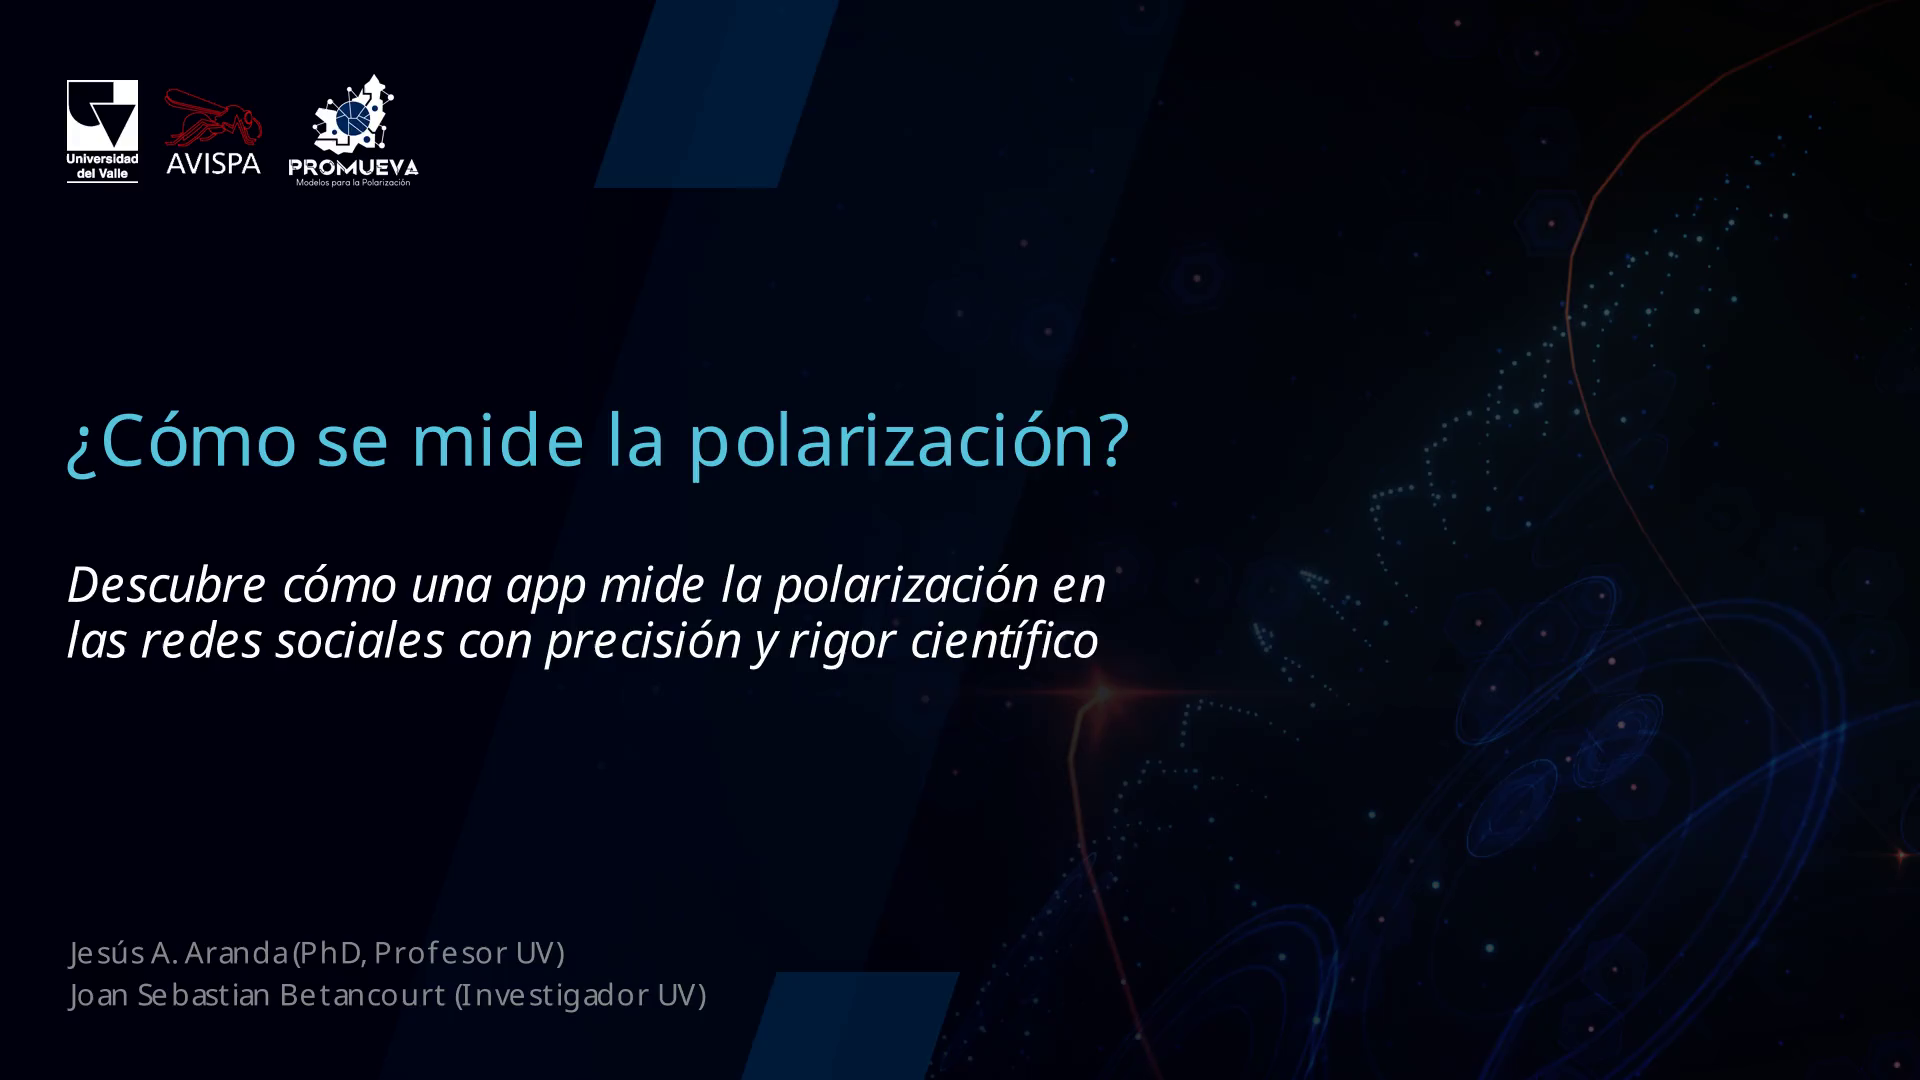 Universidad
del Valle
AVISPA
PROMUEVA
Modelos para la Polarización
¿Cómo se mide la polarización?
Descubre cómo una app mide la polarización en
las redes sociales con precisión y rigor científico
Jesús A. Aranda (PhD, Profesor UV)
Joan Sebastian Betancourt (Investigador UV)